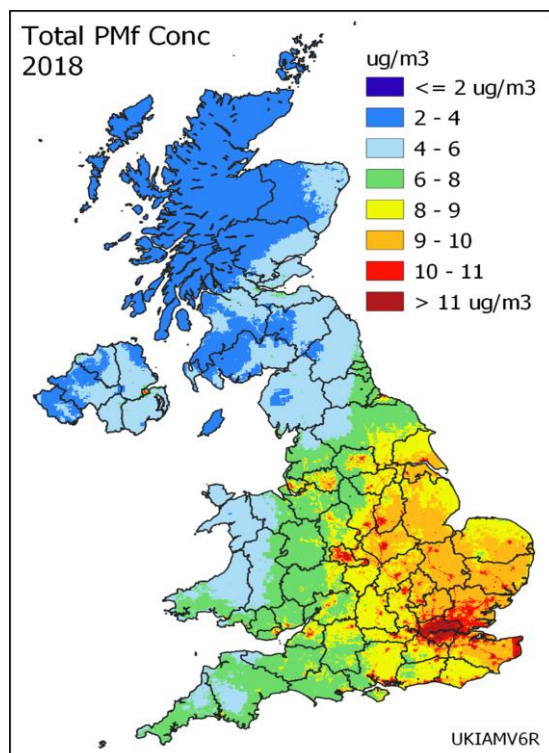 Total PMf Conc
2018
ug/m3
<= 2 ug/m3
2 - 4
4 - 6
6 - 8
8 - 9
9 - 10
10 - 11
> 11 ug/m3
UKIAMV6R